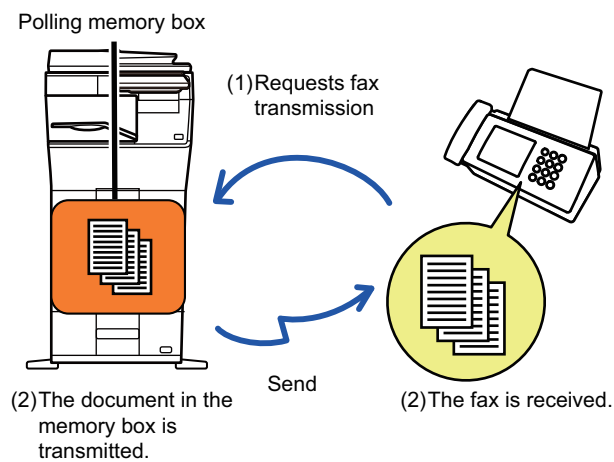 Polling memory box
(1)Requests fax
transmission
Send
(2)The document in the
memory box is
transmitted.
(2)The fax is received.